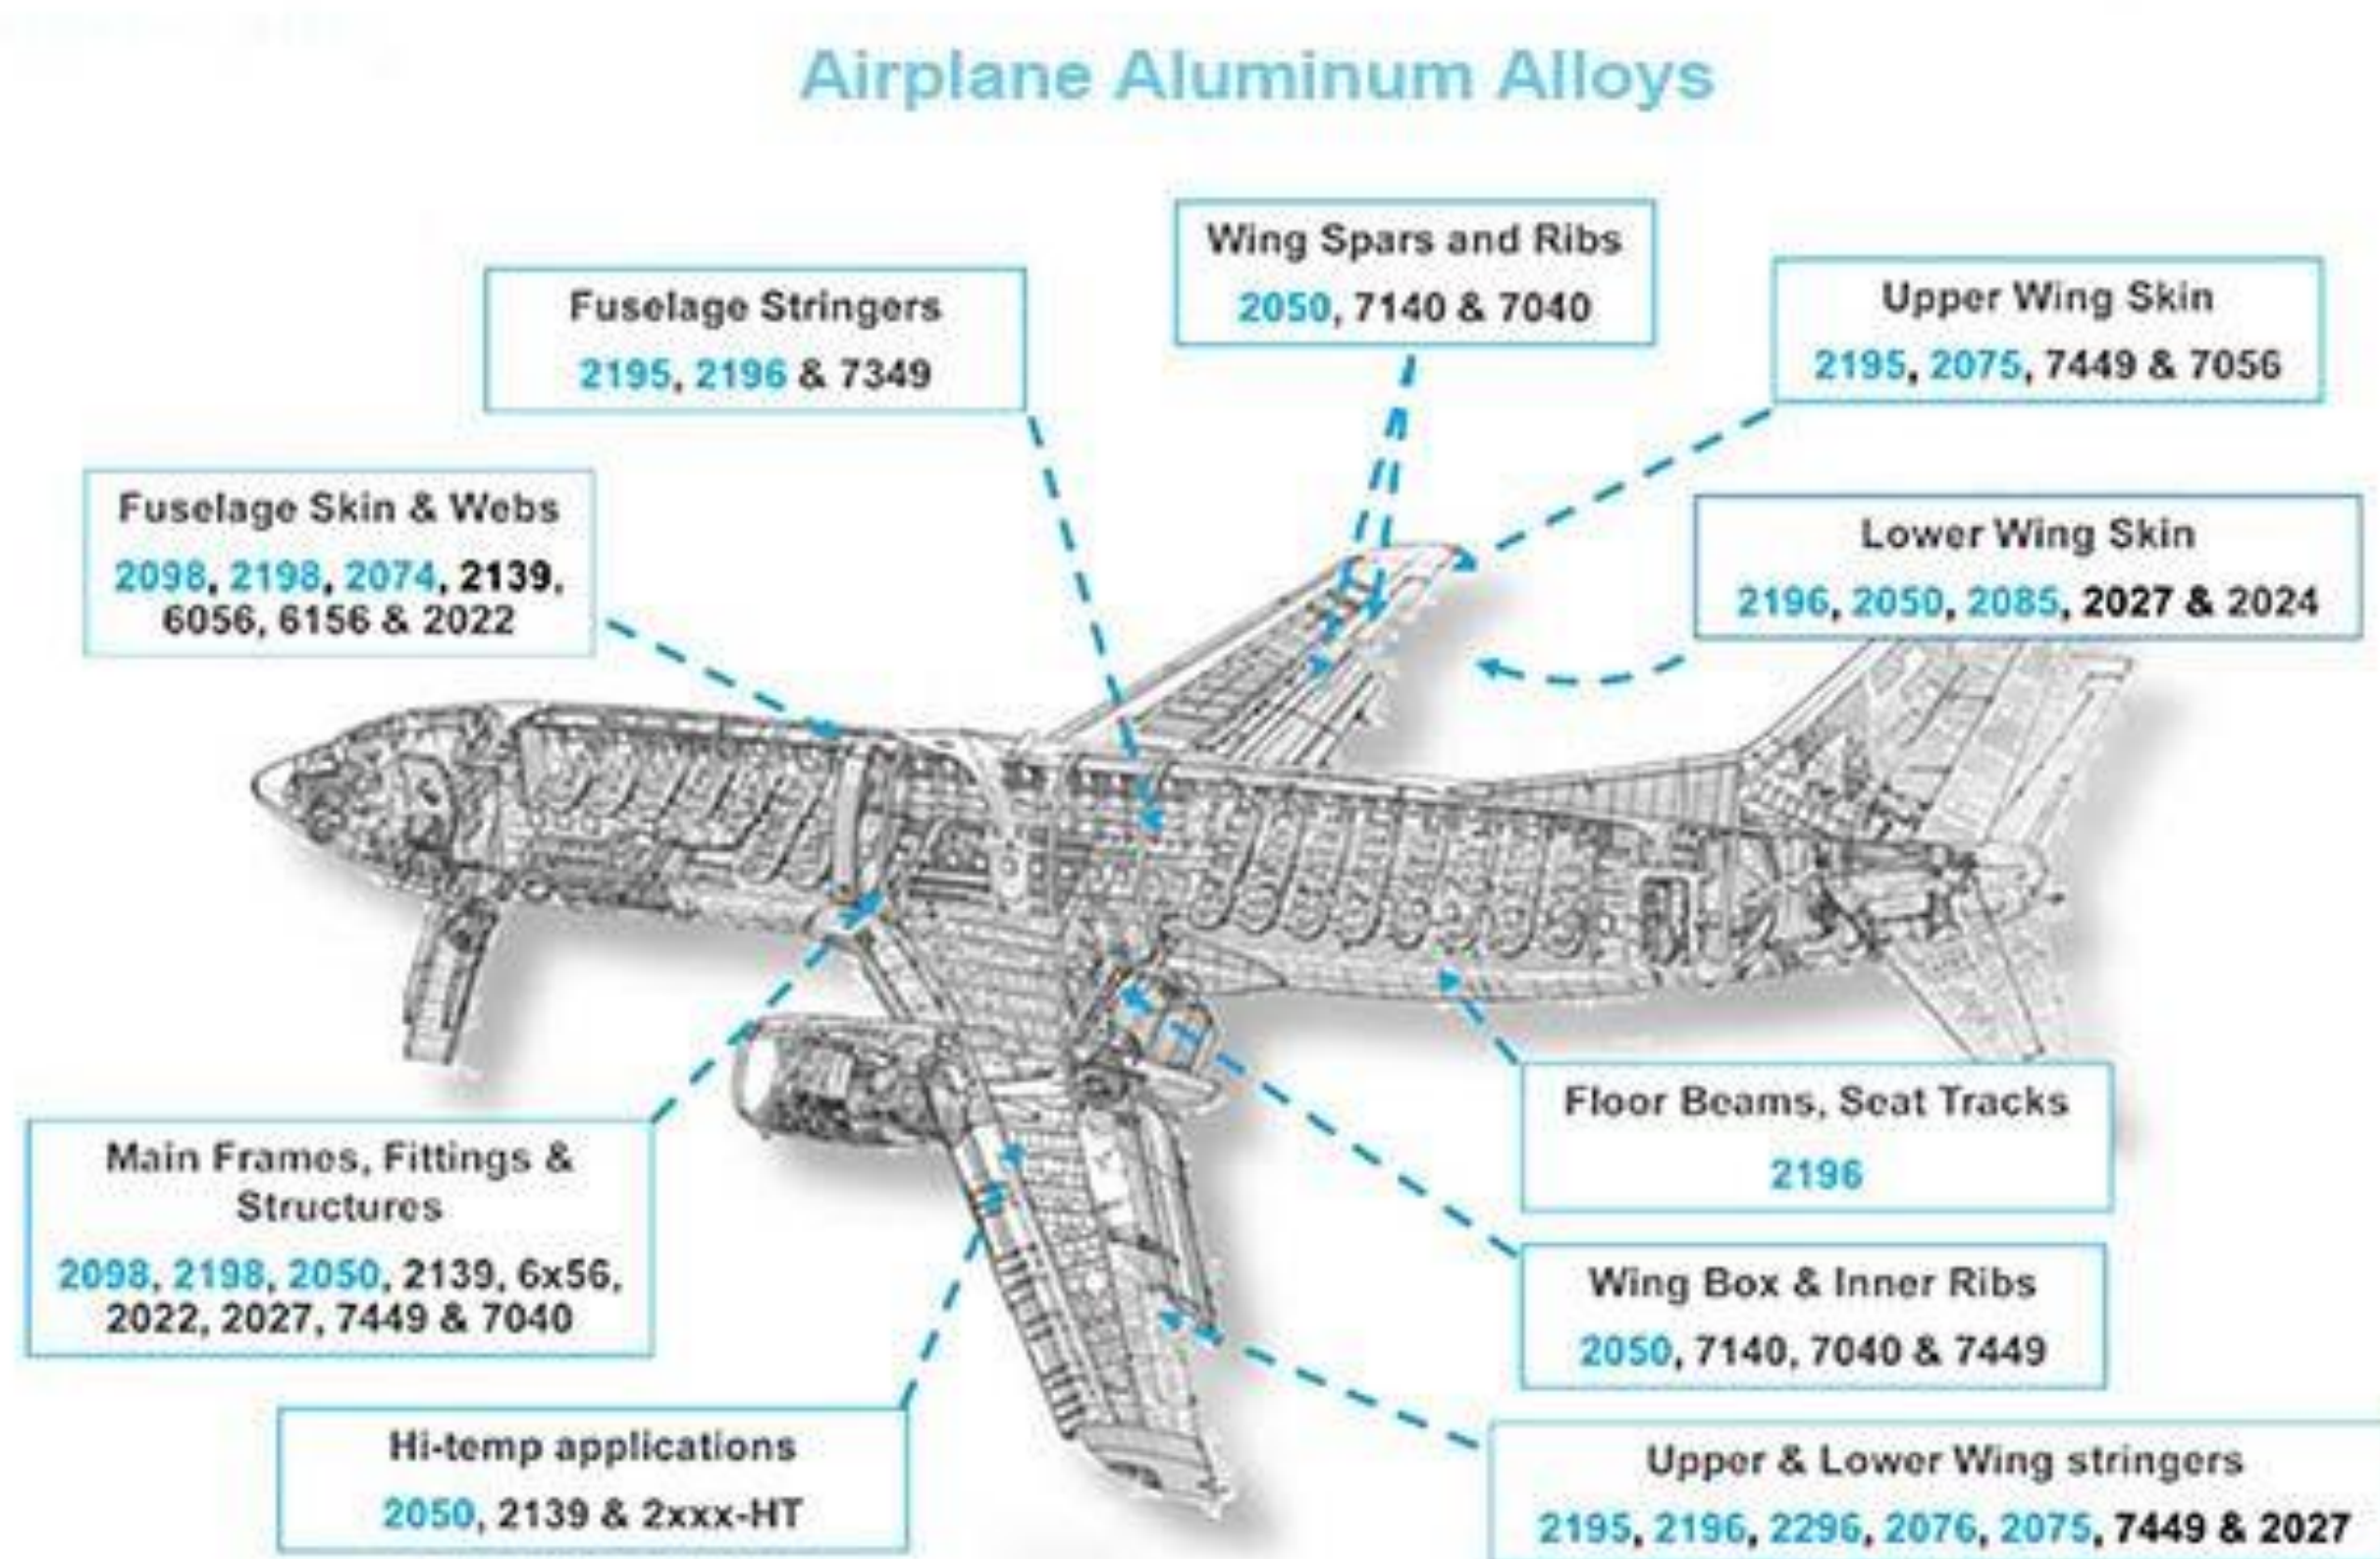 Airplane Aluminum Alloys
Wing Spars and Ribs
2050, 7140 & 7040
Fuselage Stringers
2195, 2196 & 7349
Upper Wing Skin
2195, 2075, 7449 & 7056
Fuselage Skin & Webs
2098, 2198, 2074, 2139,
6056, 6156 & 2022
Lower Wing Skin
2196, 2050, 2085, 2027 & 2024
Floor Beams, Seat Tracks
2196
Main Frames, Fittings &
Structures
2098, 2198, 2050, 2139, 6x56,
2022, 2027, 7449 & 7040
Wing Box & Inner Ribs
2050, 7140, 7040 & 7449
Hi-temp applications
2050, 2139 & 2xxx-HT
Upper & Lower Wing stringers
2195, 2196, 2296, 2076, 2075, 7449 & 2027